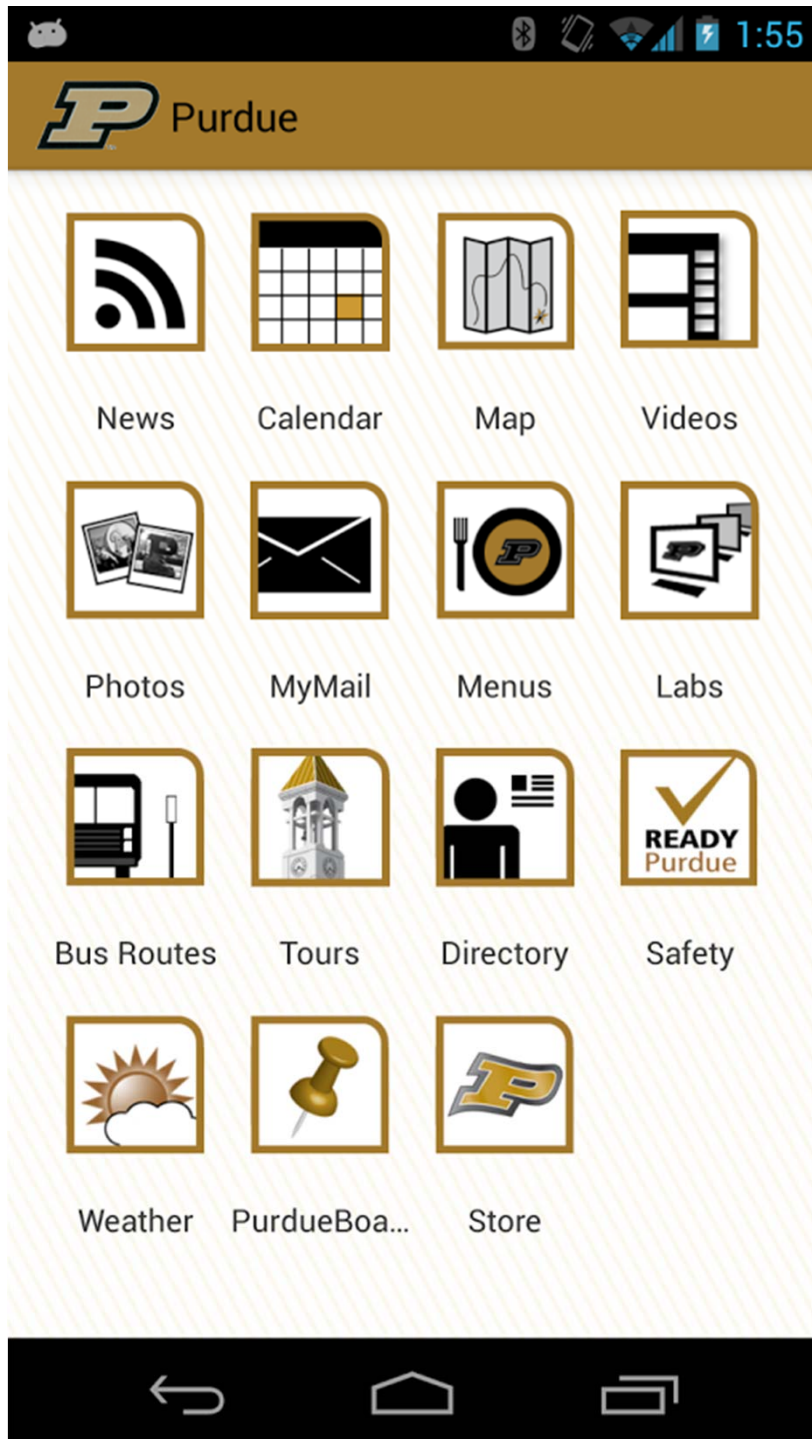 1:55
P Purdue
News Calendar Map Videos
P P
Photos MyMail Menus Labs
READY
Purdue
Bus Routes Tours Directory Safety
P
Weather PurdueBoa... Store